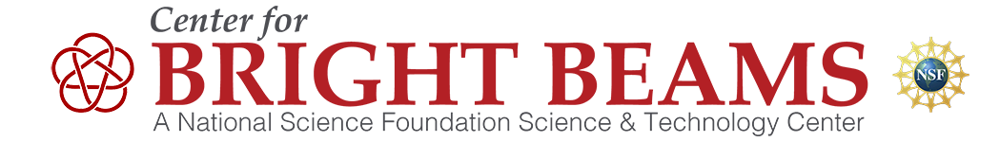 Center for
BRIGHT BEAMS
A National Science Foundation Science & Technology Center
NSF